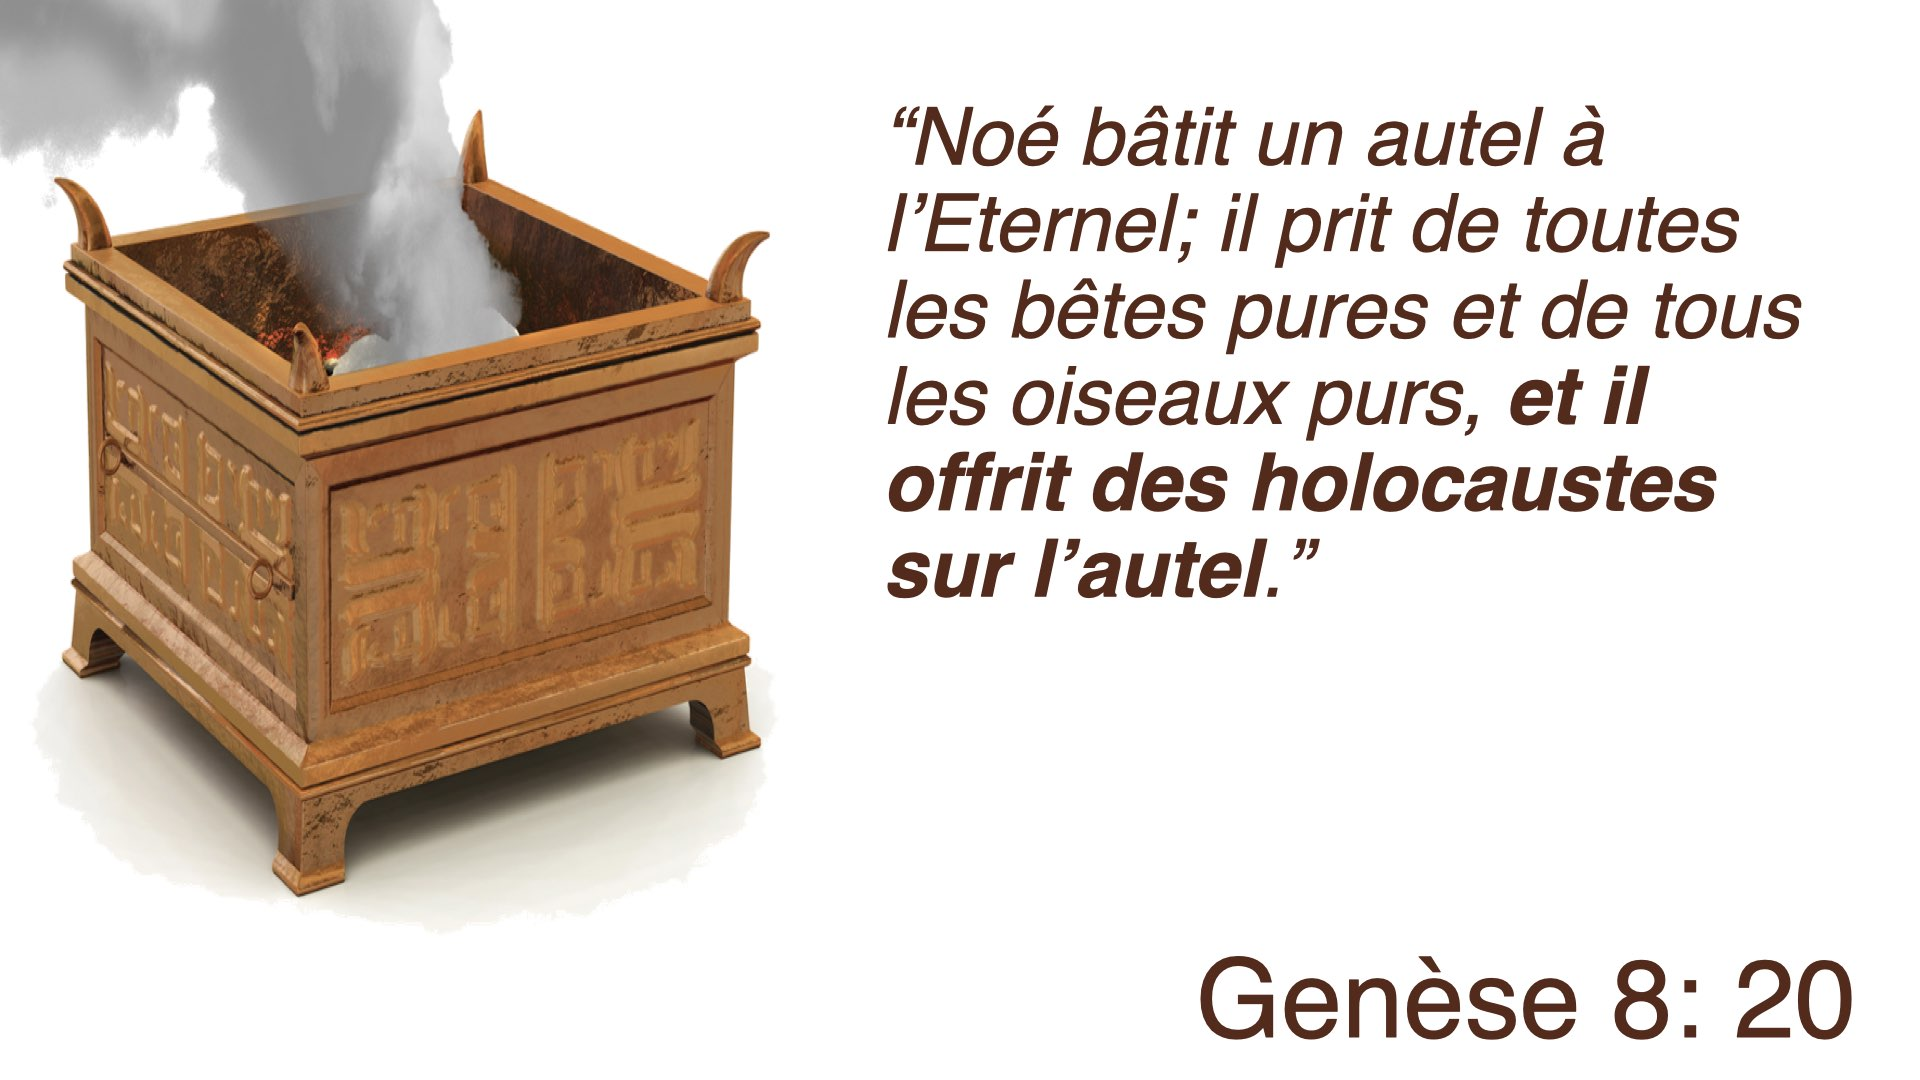 “Noé bâtit un autel à
l’Eternel; il prit de toutes
les bêtes pures et de tous
les oiseaux purs, et il
offrit des holocaustes
sur l’autel.”
Genèse 8: 20